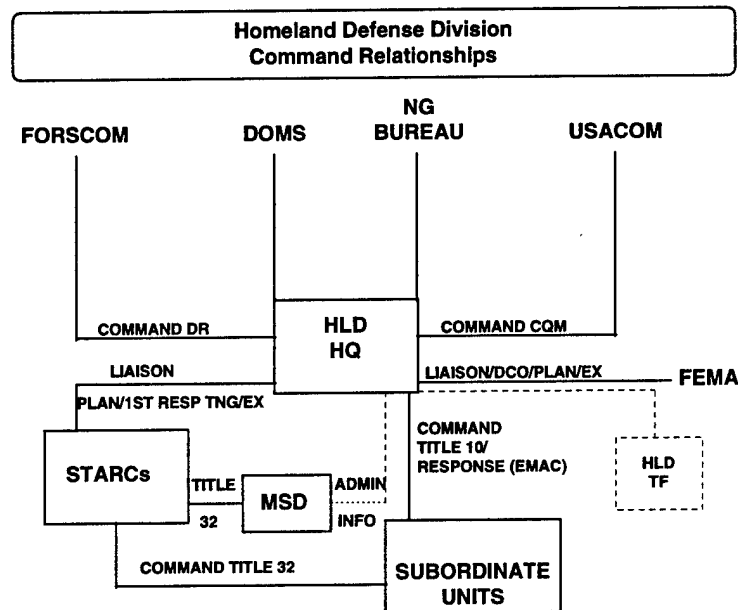 Homeland Defense Division
Command Relationships
NG
FORSCOM DOMS BUREAU USACOM
COMMAND DR
HLD
HQ
COMMAND CQM
LIAISON
LIAISON/DCO/PLAN/EX
FEMA
PLAN/1ST RESP TNG/EX
STARCs
TITLE
32
MSD
ADMIN
INFO
COMMAND
TITLE 10/
RESPONSE (EMAC)
HLD
TF
COMMAND TITLE 32
SUBORDINATE
UNITS